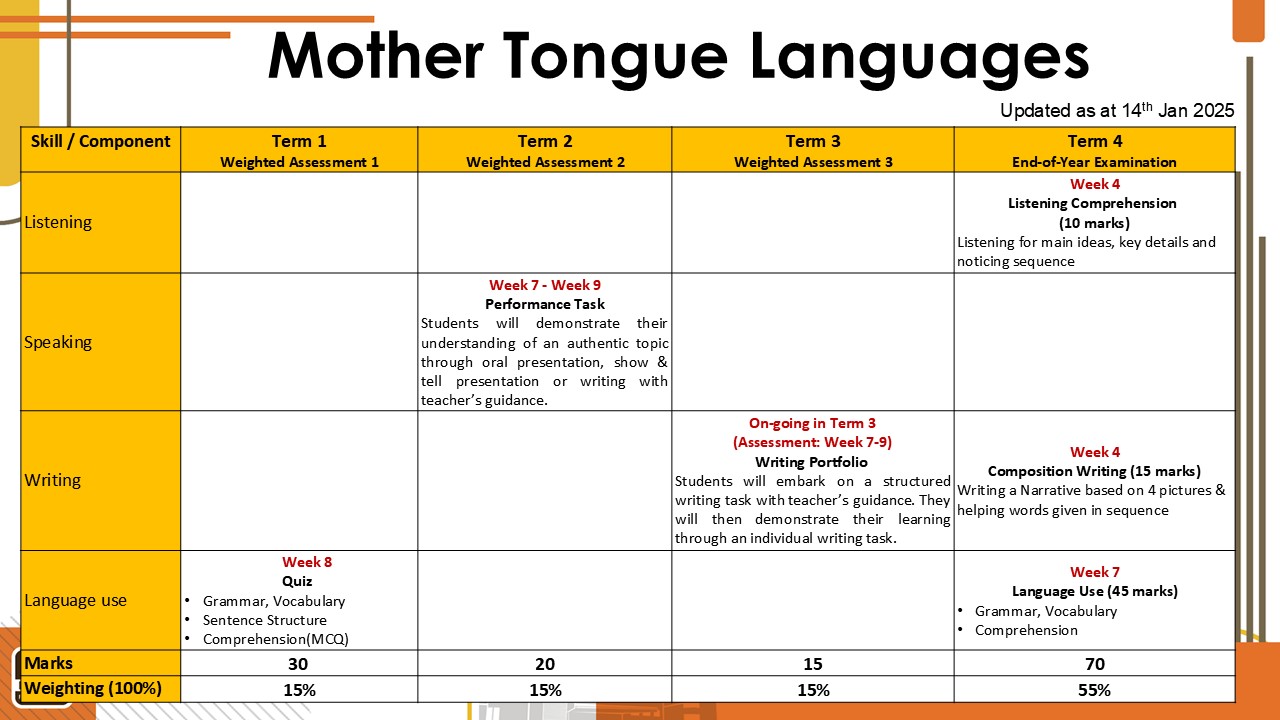 Mother Tongue Languages
Updated as at 14th Jan 2025
Skill / Component
Term 1
Weighted Assessment 1
Term 2
Weighted Assessment 2
Term 3
Weighted Assessment 3
Term 4
End-of-Year Examination
Listening
Week 4
Listening Comprehension
(10 marks)
Listening for main ideas, key details and
noticing sequence
Speaking
Week 7 - Week 9
Performance Task
Students will demonstrate their
understanding of an authentic topic
through oral presentation, show &
tell presentation or writing with
teacher’s guidance.
Writing
On-going in Term 3
(Assessment: Week 7-9)
Writing Portfolio
Students will embark on a structured
writing task with teacher’s guidance. They
will then demonstrate their learning
through an individual writing task.
Week 4
Composition Writing (15 marks)
Writing a Narrative based on 4 pictures &
helping words given in sequence
Language use
Week 8
Quiz
• Grammar, Vocabulary
• Sentence Structure
• Comprehension(MCQ)
Week 7
Language Use (45 marks)
• Grammar, Vocabulary
• Comprehension
Marks
30
20
15
70
Weighting (100%)
15%
15%
15%
55%